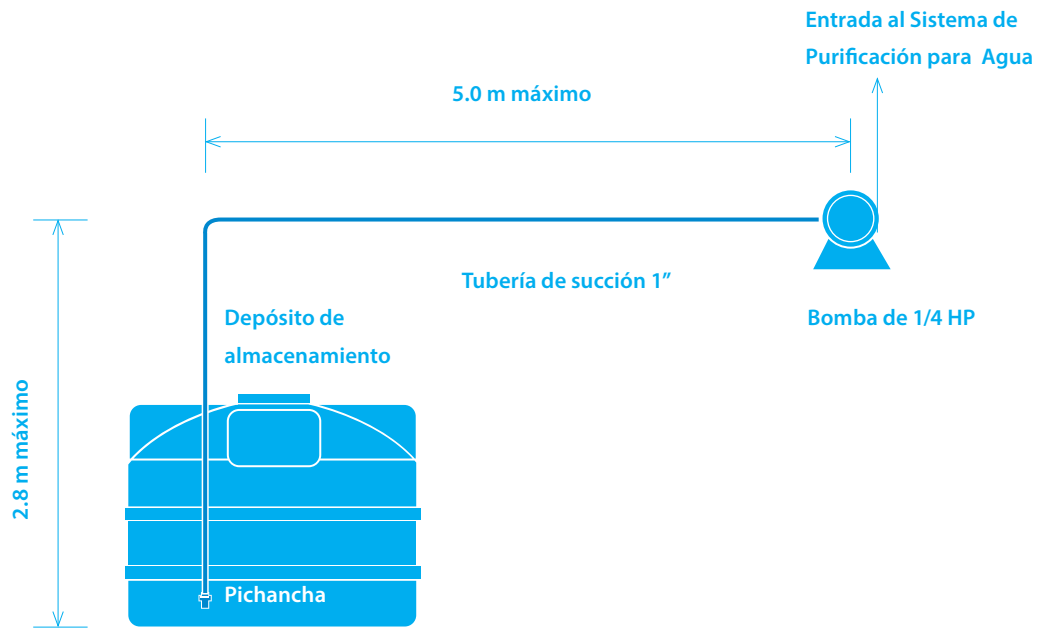 Entrada al Sistema de
Purificación para Agua
5.0 m máximo
Tubería de succión 1”
Depósito de
almacenamiento
Bomba de 1/4 HP
2.8 m máximo
Pichancha